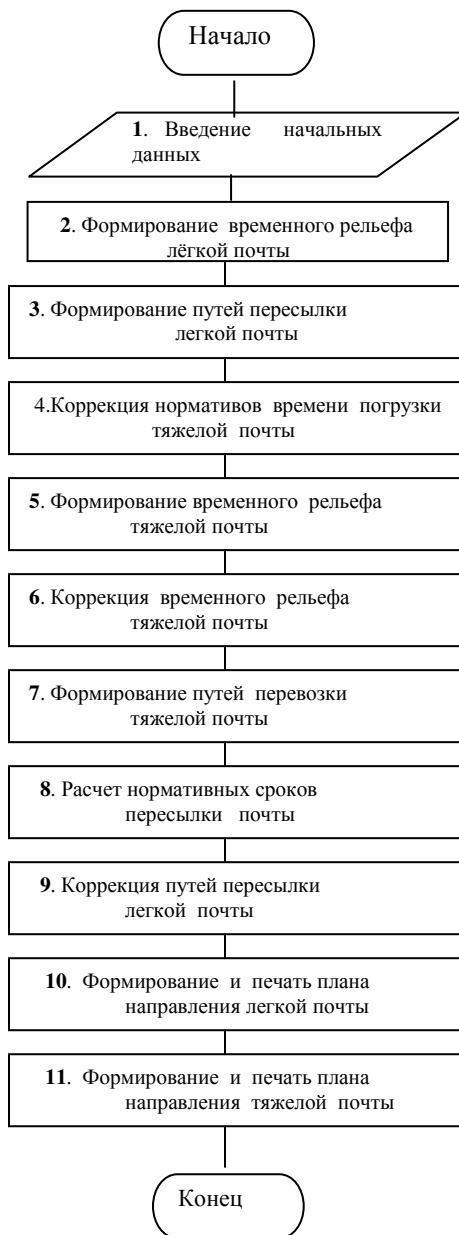 Начало
1. Введение начальных
данных
2. Формирование временного рельефа
лёгкой почты
3. Формирование путей пересылки
легкой почты
4.Коррекция нормативов времени погрузки
тяжелой почты
5. Формирование временного рельефа
тяжелой почты
6. Коррекция временного рельефа
тяжелой почты
7. Формирование путей перевозки
тяжелой почты
8. Расчет нормативных сроков
пересылки почты
9. Коррекция путей пересылки
легкой почты
10. Формирование и печать плана
направления легкой почты
11. Формирование и печать плана
направления тяжелой почты
Конец